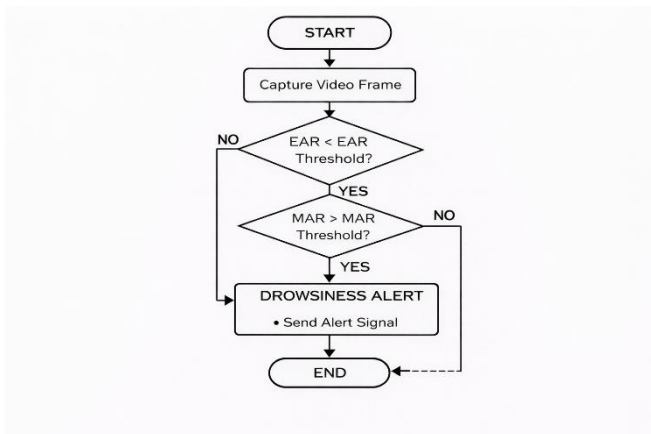 START
Capture Video Frame
EAR < EAR
Threshold?
NO
YES
MAR > MAR
Threshold?
NO
YES
DROWSINESS ALERT
• Send Alert Signal
END